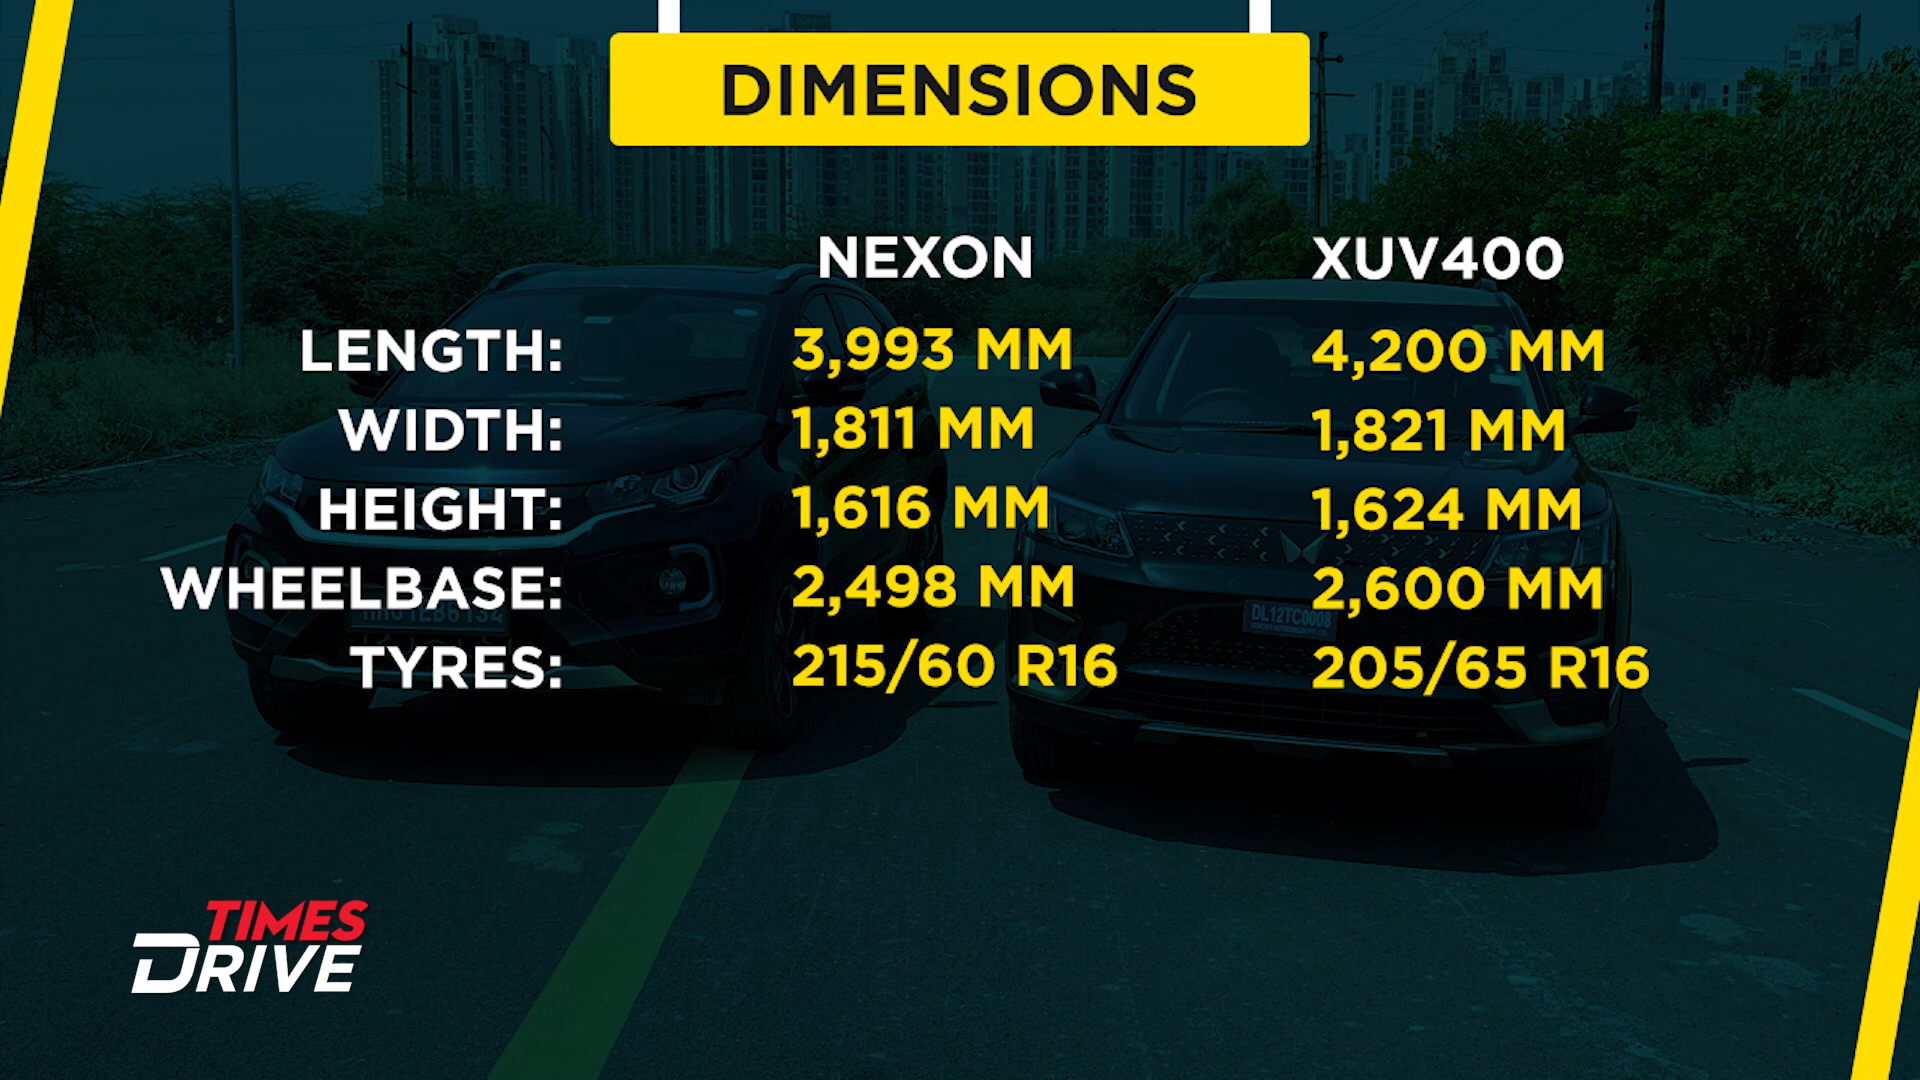 DIMENSIONS
NEXON XUV400
LENGTH: 3,993 MM 4,200 MM
WIDTH: 1,811 MM 1,821 MM
HEIGHT: 1,616 MM 1,624 MM
WHEELBASE: 2,498 MM 2,600 MM
DL12TC0008
TYRES: 215/60 R16 205/65 R16
TIMES
DRIVE